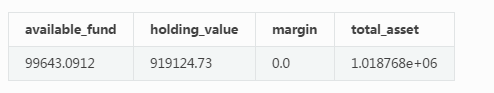 available_fund holding_value margin total_asset
99643.0912 919124.73 0.0 1.018768e+06